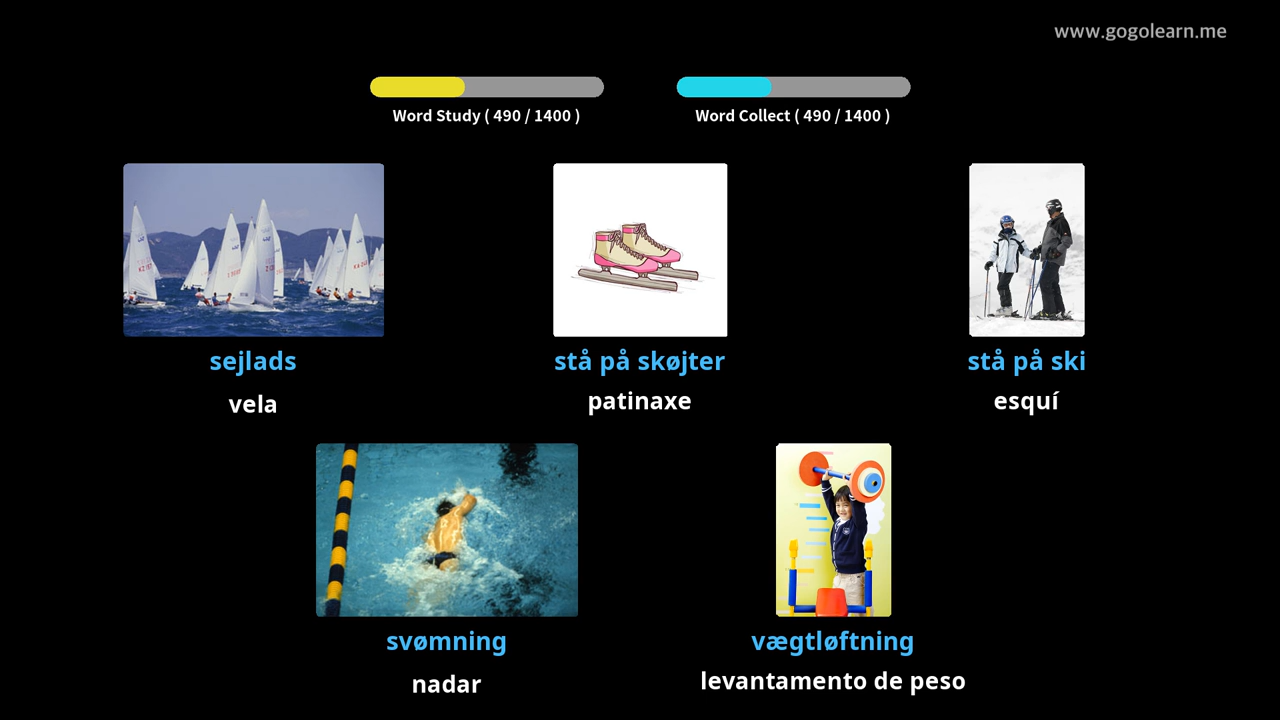 www.gogolearn.me
Word Study ( 490 / 1400 )
Word Collect ( 490 / 1400 )
sejlads
stå på skøjter
stå på ski
vela
patinaxe
esquí
svømning
vægtløftning
nadar
levantamento de peso